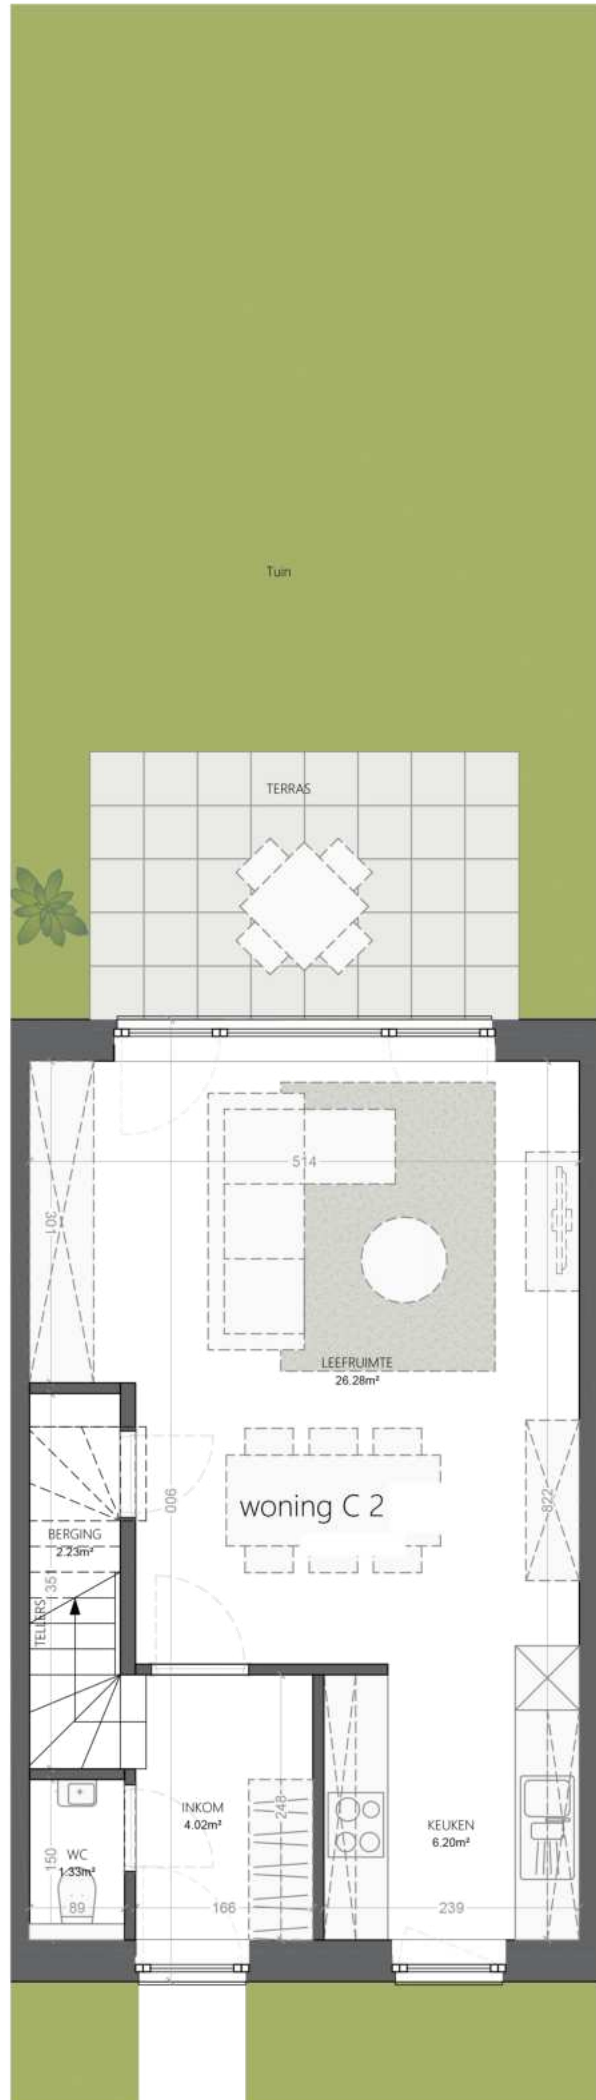 Tuin
TERRAS
514
301
LEEFRUIMTE
26.28m²
900
woning C 2
822
BERGING
2.23m²
351
TELLERS
INKOM
4.02m²
248
KEUKEN
6.20m²
WC
1.33m²
150
89
166
239